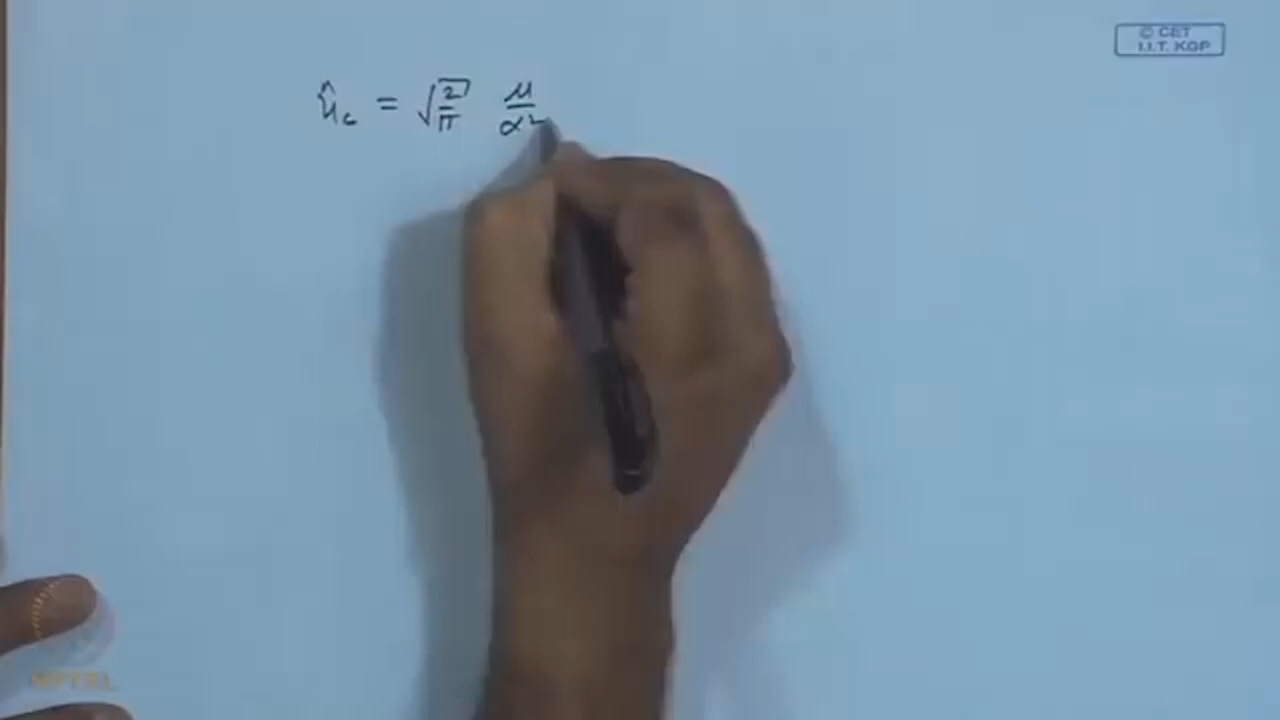 © CET
I.I.T. KGP
û_c = √(2/π) μ/α²
NPTEL